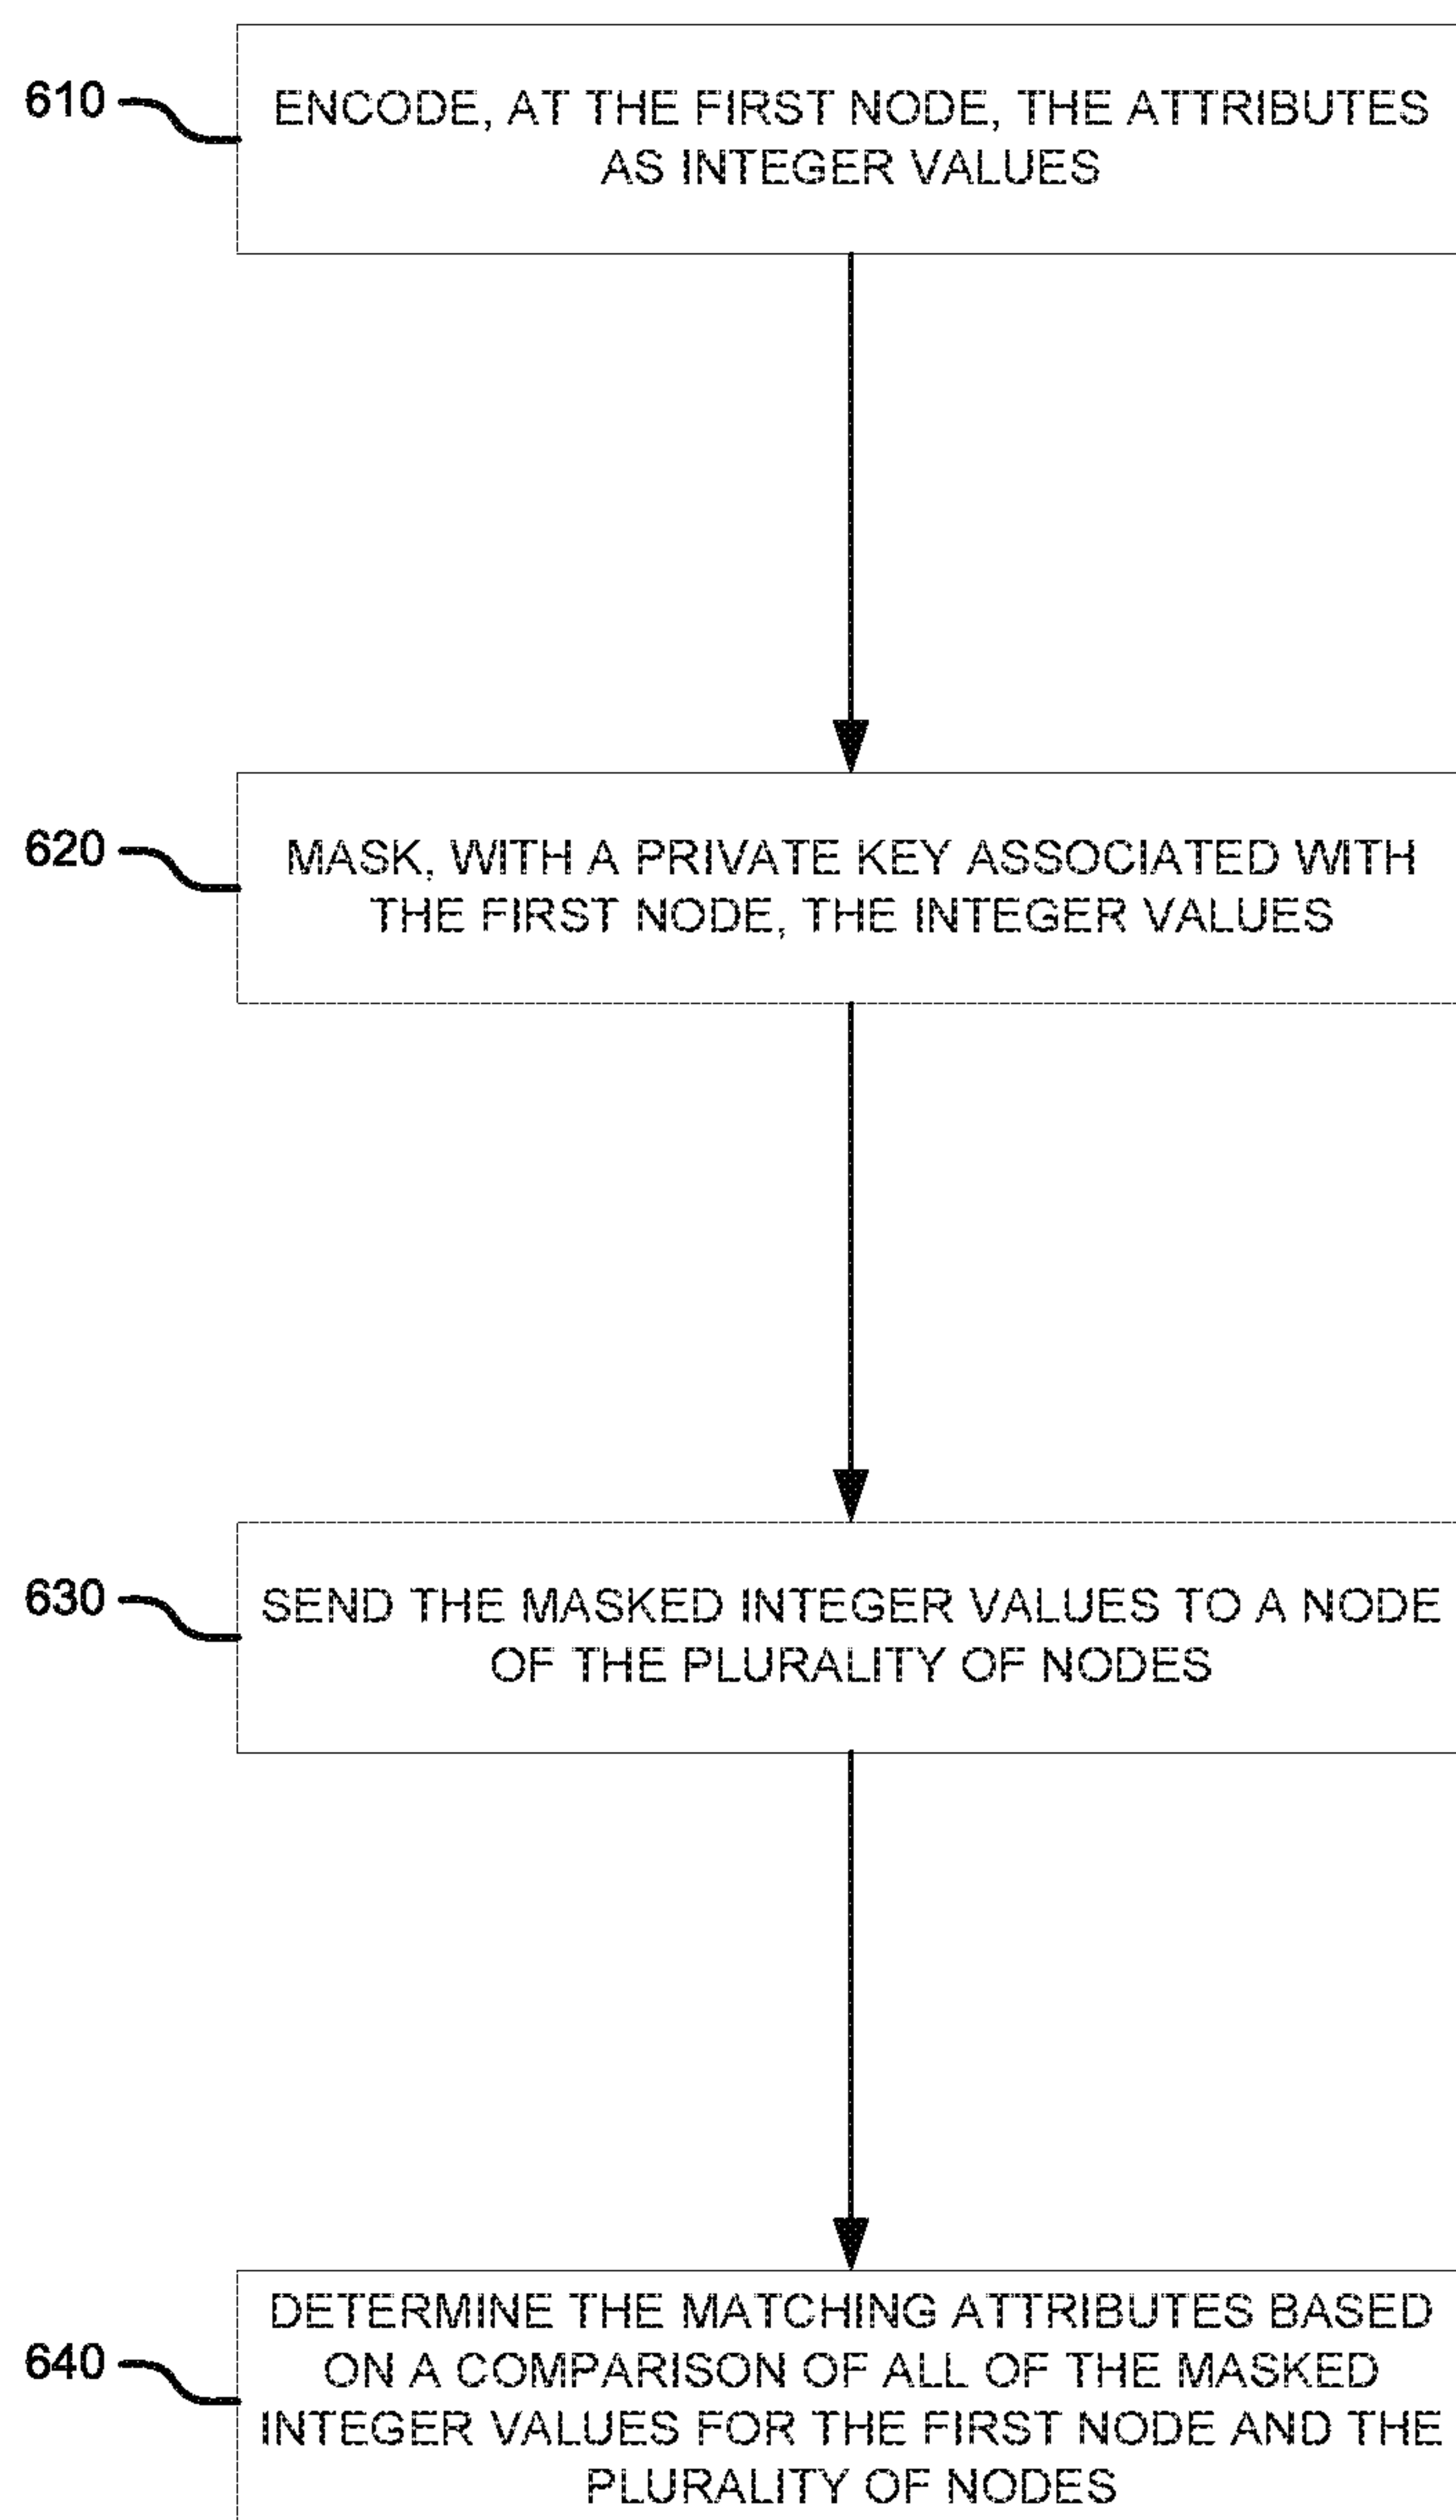 610
ENCODE, AT THE FIRST NODE, THE ATTRIBUTES
AS INTEGER VALUES
620
MASK, WITH A PRIVATE KEY ASSOCIATED WITH
THE FIRST NODE, THE INTEGER VALUES
630
SEND THE MASKED INTEGER VALUES TO A NODE
OF THE PLURALITY OF NODES
640
DETERMINE THE MATCHING ATTRIBUTES BASED
ON A COMPARISON OF ALL OF THE MASKED
INTEGER VALUES FOR THE FIRST NODE AND THE
PLURALITY OF NODES